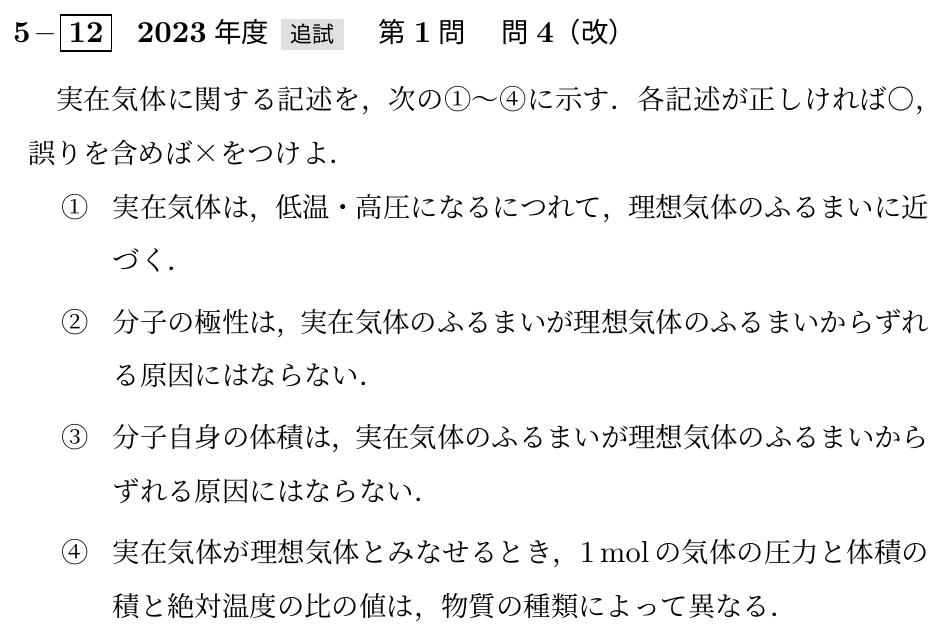 5－12 2023 年度 追試 第 1 問 問 4（改）
実在気体に関する記述を，次の①～④に示す．各記述が正しければ○，
誤りを含めば×をつけよ．
① 実在気体は，低温・高圧になるにつれて，理想気体のふるまいに近
づく．
② 分子の極性は，実在気体のふるまいが理想気体のふるまいからずれ
る原因にはならない．
③ 分子自身の体積は，実在気体のふるまいが理想気体のふるまいから
ずれる原因にはならない．
④ 実在気体が理想気体とみなせるとき，1 mol の気体の圧力と体積の
積と絶対温度の比の値は，物質の種類によって異なる．